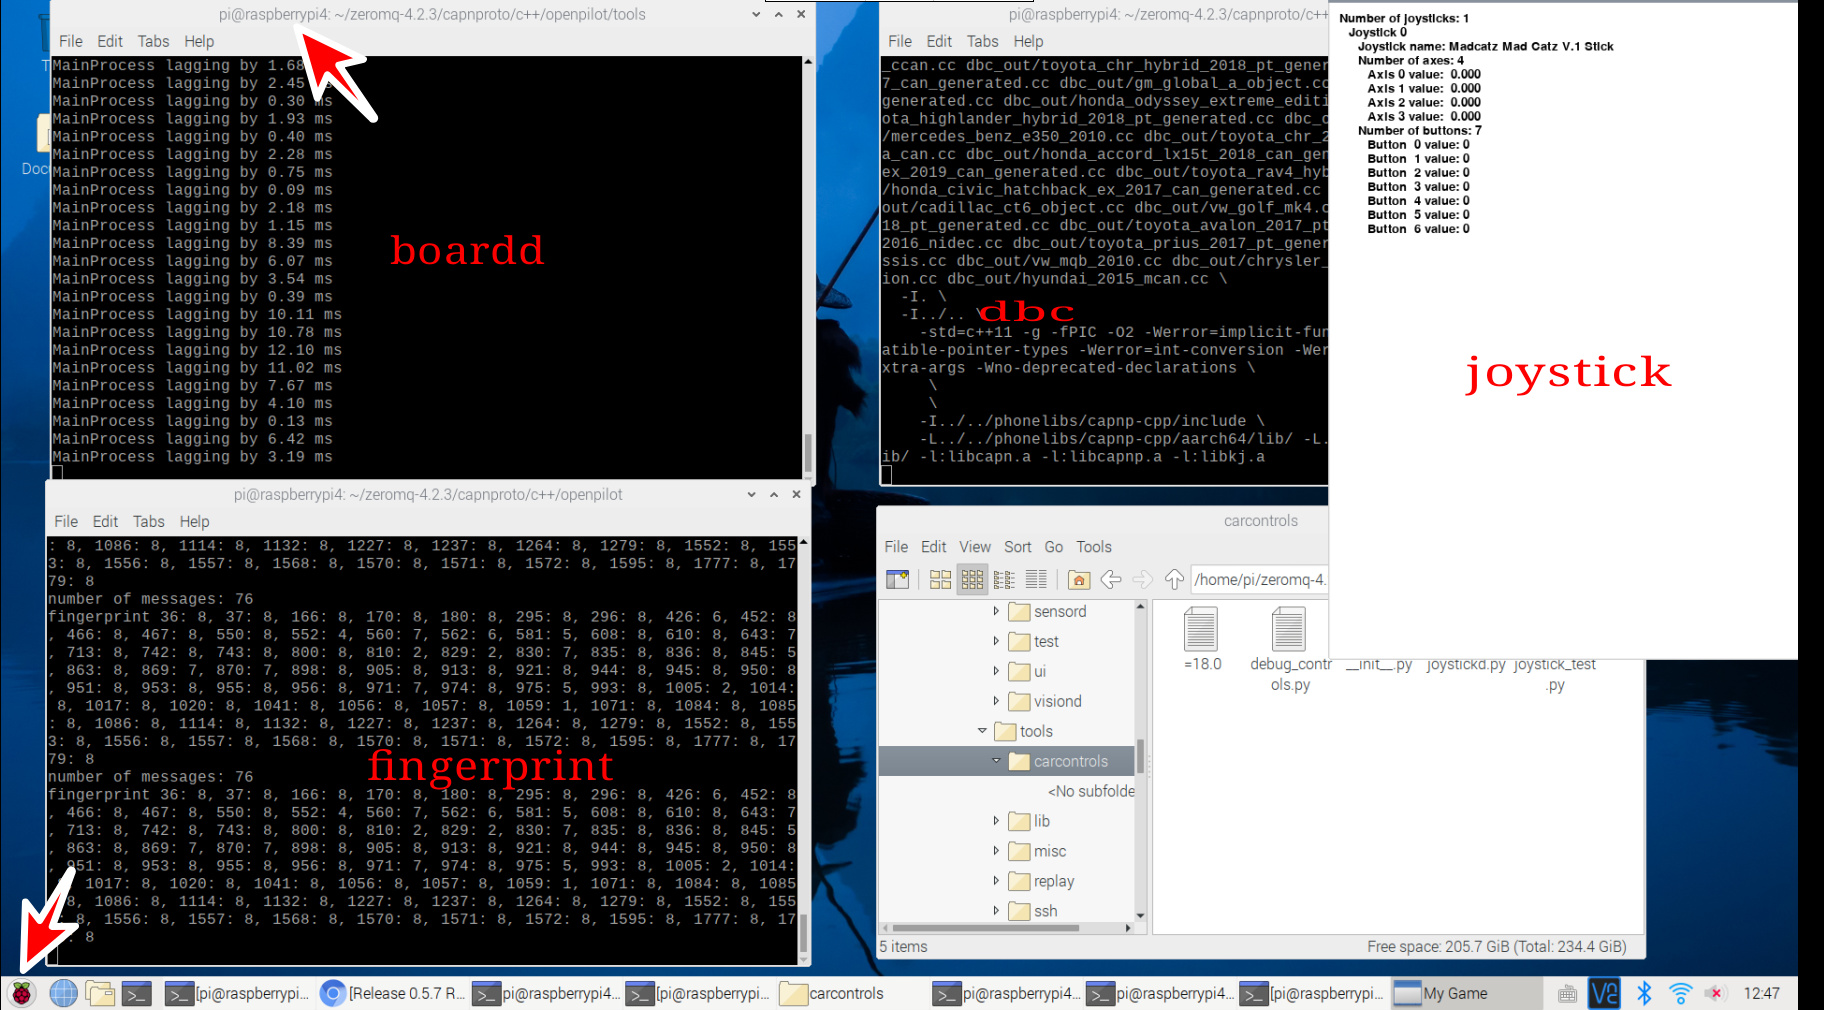 pi@raspberrypi4: ~/zeromq-4.2.3/capnproto/c++/openpilot/tools
File Edit Tabs Help
MainProcess lagging by 1.68
MainProcess lagging by 2.45
MainProcess lagging by 0.30 ms
MainProcess lagging by 1.93 ms
MainProcess lagging by 0.40 ms
MainProcess lagging by 2.28 ms
MainProcess lagging by 0.75 ms
MainProcess lagging by 0.09 ms
MainProcess lagging by 2.18 ms
MainProcess lagging by 1.15 ms
MainProcess lagging by 8.39 ms
MainProcess lagging by 6.07 ms
MainProcess lagging by 3.54 ms
MainProcess lagging by 0.39 ms
MainProcess lagging by 10.11 ms
MainProcess lagging by 10.78 ms
MainProcess lagging by 12.10 ms
MainProcess lagging by 11.02 ms
MainProcess lagging by 7.67 ms
MainProcess lagging by 4.10 ms
MainProcess lagging by 0.13 ms
MainProcess lagging by 6.42 ms
MainProcess lagging by 3.19 ms
boardd
pi@raspberrypi4: ~/zeromq-4.2.3/capnproto/c++
File Edit Tabs Help
_ccan.cc dbc_out/toyota_chr_hybrid_2018_pt_gener
7_can_generated.cc dbc_out/gm_global_a_object.cc
generated.cc dbc_out/honda_odyssey_extreme_editi
ota_highlander_hybrid_2018_pt_generated.cc dbc_o
/mercedes_benz_e350_2010.cc dbc_out/toyota_chr_2
a_can.cc dbc_out/honda_accord_lx15t_2018_can_gen
ex_2019_can_generated.cc dbc_out/toyota_rav4_hyb
/honda_civic_hatchback_ex_2017_can_generated.cc
out/cadillac_ct6_object.cc dbc_out/vw_golf_mk4.c
18_pt_generated.cc dbc_out/toyota_avalon_2017_pt
2016_nidec.cc dbc_out/toyota_prius_2017_pt_gener
ssis.cc dbc_out/vw_mqb_2010.cc dbc_out/chrysler_
ion.cc dbc_out/hyundai_2015_mcan.cc \
-I. \
-I../.. \
-std=c++11 -g -fPIC -O2 -Werror=implicit-fun
atible-pointer-types -Werror=int-conversion -Wer
xtra-args -Wno-deprecated-declarations \
\
\
-I../../phonelibs/capnp-cpp/include \
-L../../phonelibs/capnp-cpp/aarch64/lib/ -L.
ib/ -l:libcapn.a -l:libcapnp.a -l:libkj.a
dbc
Number of joysticks: 1
Joystick 0
Joystick name: Madcatz Mad Catz V.1 Stick
Number of axes: 4
Axis 0 value: 0.000
Axis 1 value: 0.000
Axis 2 value: 0.000
Axis 3 value: 0.000
Number of buttons: 7
Button 0 value: 0
Button 1 value: 0
Button 2 value: 0
Button 3 value: 0
Button 4 value: 0
Button 5 value: 0
Button 6 value: 0
joystick
pi@raspberrypi4: ~/zeromq-4.2.3/capnproto/c++/openpilot
File Edit Tabs Help
: 8, 1086: 8, 1114: 8, 1132: 8, 1227: 8, 1237: 8, 1264: 8, 1279: 8, 1552: 8, 155
3: 8, 1556: 8, 1557: 8, 1568: 8, 1570: 8, 1571: 8, 1572: 8, 1595: 8, 1777: 8, 17
79: 8
number of messages: 76
fingerprint 36: 8, 37: 8, 166: 8, 170: 8, 180: 8, 295: 8, 296: 8, 426: 6, 452: 8
, 466: 8, 467: 8, 550: 8, 552: 4, 560: 7, 562: 6, 581: 5, 608: 8, 610: 8, 643: 7
, 713: 8, 742: 8, 743: 8, 800: 8, 810: 2, 829: 2, 830: 7, 835: 8, 836: 8, 845: 5
, 863: 8, 869: 7, 870: 7, 898: 8, 905: 8, 913: 8, 921: 8, 944: 8, 945: 8, 950: 8
, 951: 8, 953: 8, 955: 8, 956: 8, 971: 7, 974: 8, 975: 5, 993: 8, 1005: 2, 1014:
8, 1017: 8, 1020: 8, 1041: 8, 1056: 8, 1057: 8, 1059: 1, 1071: 8, 1084: 8, 1085
: 8, 1086: 8, 1114: 8, 1132: 8, 1227: 8, 1237: 8, 1264: 8, 1279: 8, 1552: 8, 155
3: 8, 1556: 8, 1557: 8, 1568: 8, 1570: 8, 1571: 8, 1572: 8, 1595: 8, 1777: 8, 17
79: 8
number of messages: 76
fingerprint 36: 8, 37: 8, 166: 8, 170: 8, 180: 8, 295: 8, 296: 8, 426: 6, 452: 8
, 466: 8, 467: 8, 550: 8, 552: 4, 560: 7, 562: 6, 581: 5, 608: 8, 610: 8, 643: 7
, 713: 8, 742: 8, 743: 8, 800: 8, 810: 2, 829: 2, 830: 7, 835: 8, 836: 8, 845: 5
, 863: 8, 869: 7, 870: 7, 898: 8, 905: 8, 913: 8, 921: 8, 944: 8, 945: 8, 950: 8
, 951: 8, 953: 8, 955: 8, 956: 8, 971: 7, 974: 8, 975: 5, 993: 8, 1005: 2, 1014:
1017: 8, 1020: 8, 1041: 8, 1056: 8, 1057: 8, 1059: 1, 1071: 8, 1084: 8, 1085
8, 1086: 8, 1114: 8, 1132: 8, 1227: 8, 1237: 8, 1264: 8, 1279: 8, 1552: 8, 155
: 8, 1556: 8, 1557: 8, 1568: 8, 1570: 8, 1571: 8, 1572: 8, 1595: 8, 1777: 8, 17
: 8
fingerprint
carcontrols
File Edit View Sort Go Tools
/home/pi/zeromq-4.
sensord
test
ui
visiond
tools
carcontrols
<No subfolde
lib
misc
replay
ssh
=18.0
debug_contr
ols.py
__init__.py
joystickd.py
joystick_test
.py
5 items
Free space: 205.7 GiB (Total: 234.4 GiB)
Doc
[pi@raspberrypi... [Release 0.5.7 R... pi@raspberrypi4... [pi@raspberrypi... carcontrols pi@raspberrypi4... pi@raspberrypi4... [pi@raspberrypi... My Game 12:47